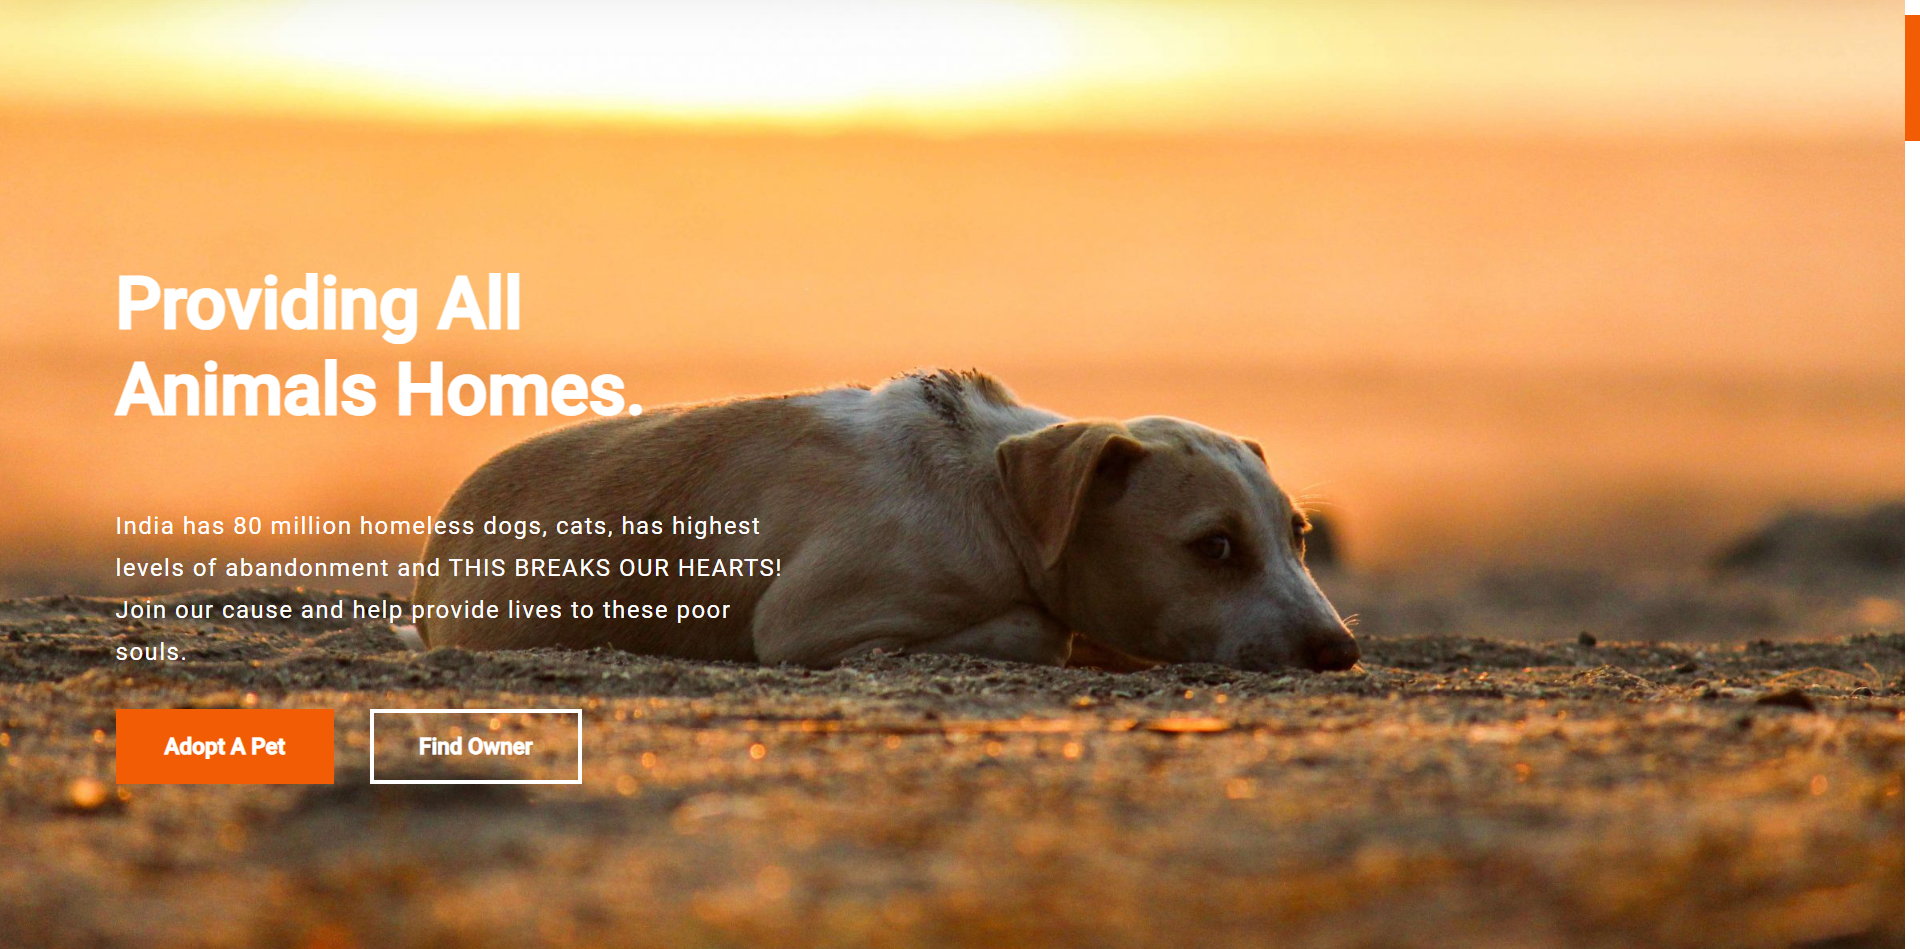 Providing All
Animals Homes.
India has 80 million homeless dogs, cats, has highest
levels of abandonment and THIS BREAKS OUR HEARTS!
Join our cause and help provide lives to these poor
souls.
Adopt A Pet
Find Owner